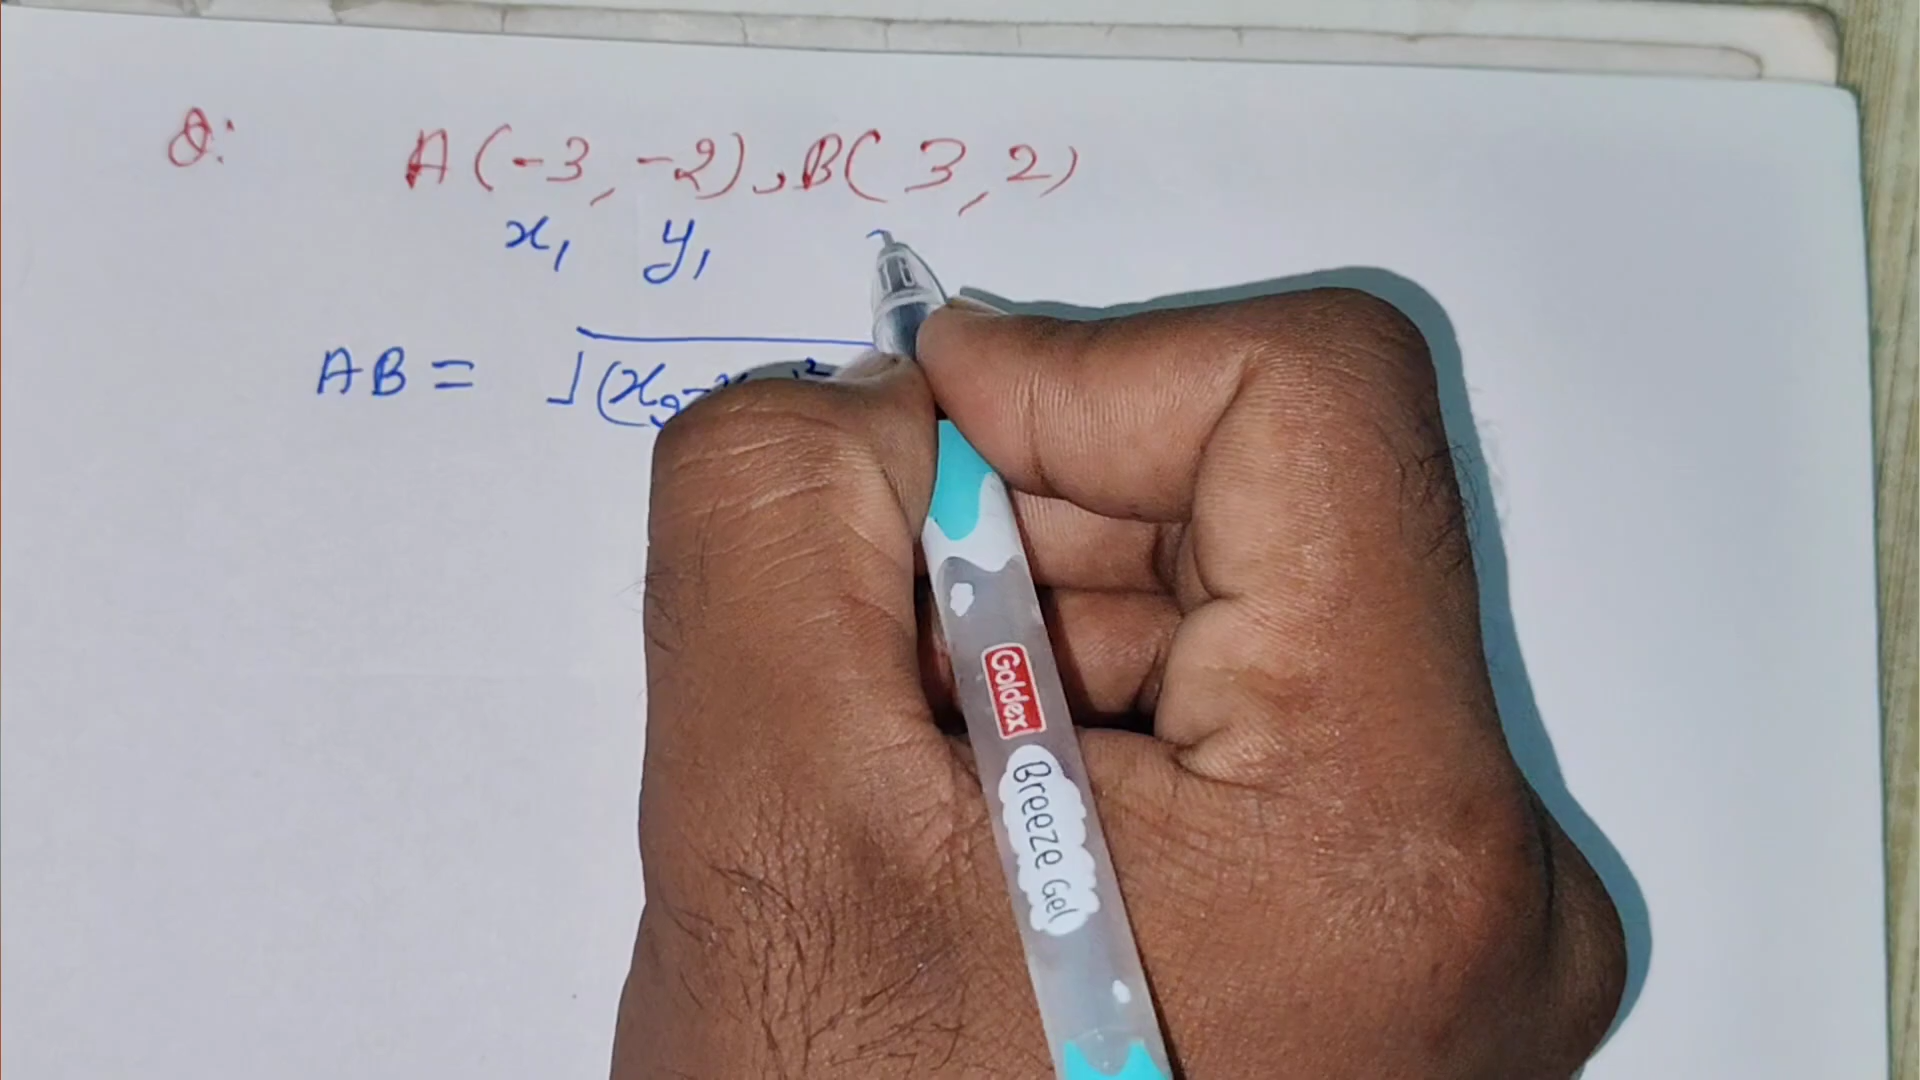 Q: A(-3, -2), B(3, 2)
x₁ y₁
AB = √(x₂-
Goldex
Breeze Gel